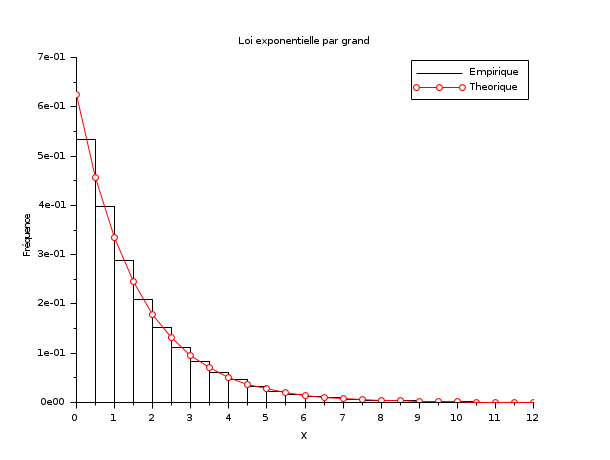 Loi exponentielle par grand
7e-01
Empirique
Theorique
6e-01
5e-01
4e-01
Fréquence
3e-01
2e-01
1e-01
0e00
0 1 2 3 4 5 6 7 8 9 10 11 12
X